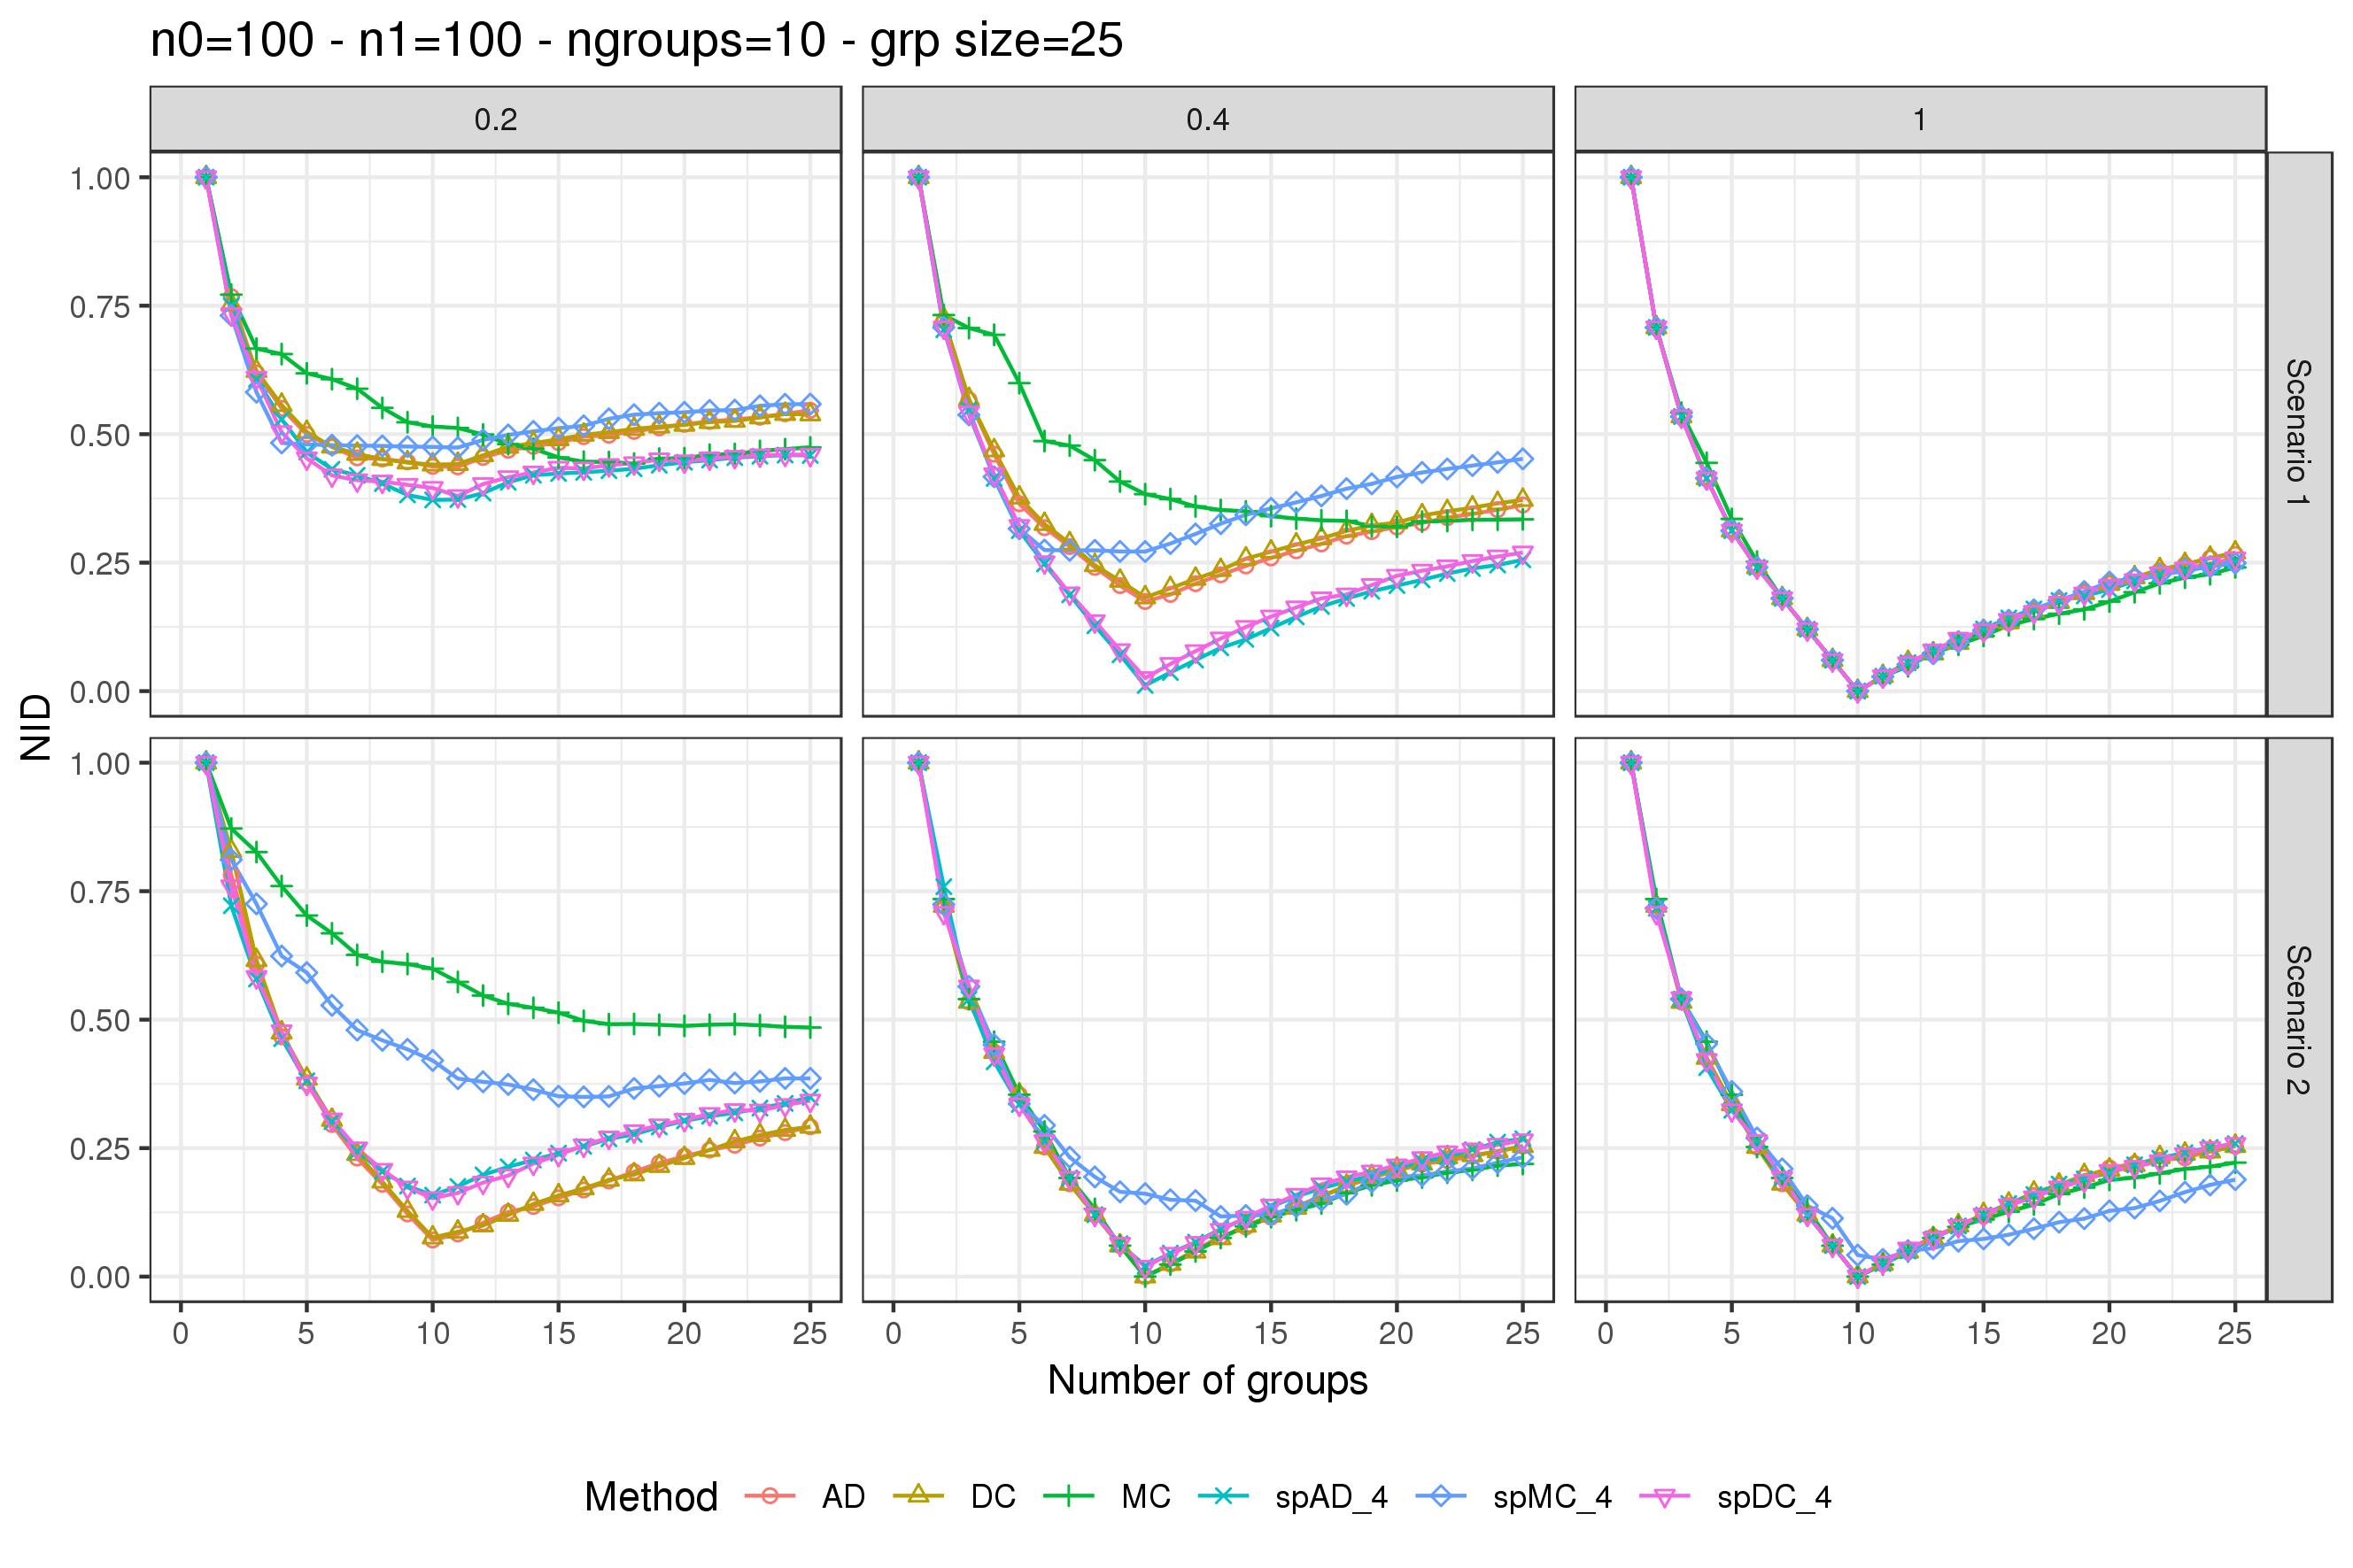 n0=100 - n1=100 - ngroups=10 - grp size=25
0.2 0.4 1
1.00
0.75
0.50
0.25
0.00
Scenario 1
NID
1.00
0.75
0.50
0.25
0.00
Scenario 2
0 5 10 15 20 25 0 5 10 15 20 25 0 5 10 15 20 25
Number of groups
Method AD DC MC spAD_4 spMC_4 spDC_4